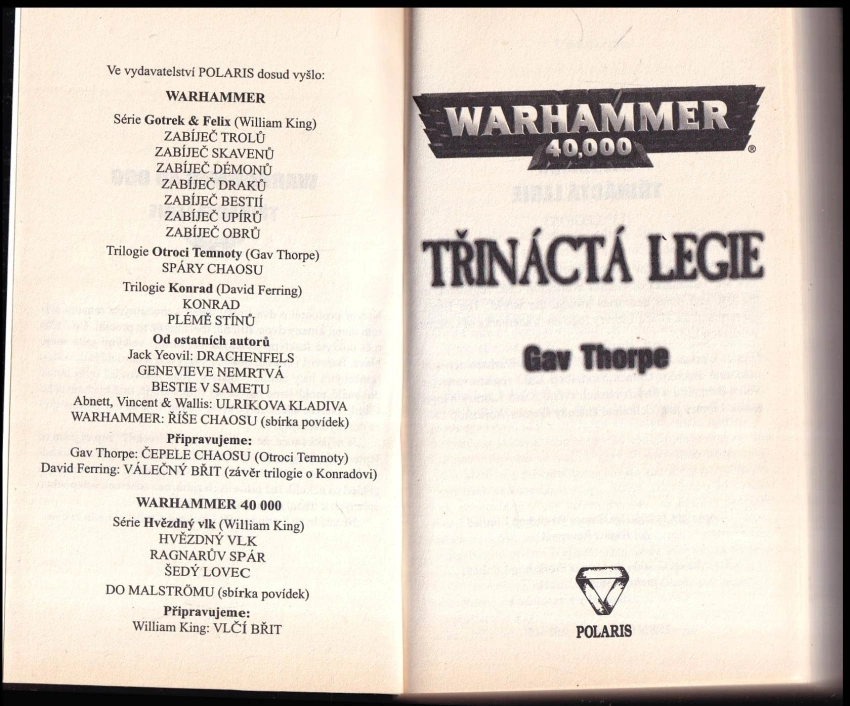 Ve vydavatelství POLARIS dosud vyšlo:
WARHAMMER
Série Gotrek & Felix (William King)
ZABÍJEČ TROLŮ
ZABÍJEČ SKAVENŮ
ZABÍJEČ DÉMONŮ
ZABÍJEČ DRAKŮ
ZABÍJEČ BESTIÍ
ZABÍJEČ UPÍRŮ
ZABÍJEČ OBRŮ
Trilogie Otroci Temnoty (Gav Thorpe)
SPÁRY CHAOSU
Trilogie Konrad (David Ferring)
KONRAD
PLÉMĚ STÍNŮ
Od ostatních autorů
Jack Yeovil: DRACHENFELS
GENEVIEVE NEMRTVÁ
BESTIE V SAMETU
Abnett, Vincent & Wallis: ULRIKOVA KLADIVA
WARHAMMER: ŘÍŠE CHAOSU (sbírka povídek)
Připravujeme:
Gav Thorpe: ČEPELE CHAOSU (Otroci Temnoty)
David Ferring: VÁLEČNÝ BŘIT (závěr trilogie o Konradovi)
WARHAMMER 40 000
Série Hvězdný vlk (William King)
HVĚZDNÝ VLK
RAGNARŮV SPÁR
ŠEDÝ LOVEC
DO MALSTRÖMU (sbírka povídek)
Připravujeme:
William King: VLČÍ BŘIT
WARHAMMER
40,000
®
TŘINÁCTÁ LEGIE
Gav Thorpe
POLARIS